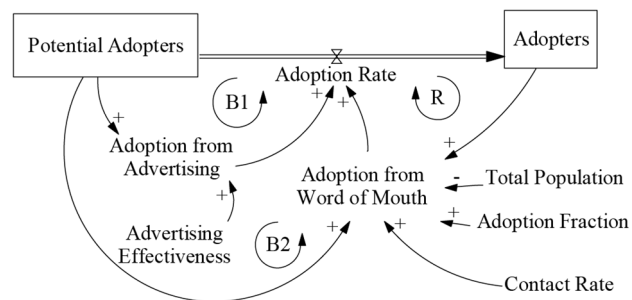 Potential Adopters
Adopters
Adoption Rate
B1
R
+
+
+
+
Adoption from
Advertising
Adoption from
Word of Mouth
-
Total Population
+
+
Adoption Fraction
Advertising
Effectiveness
B2
+
+
Contact Rate